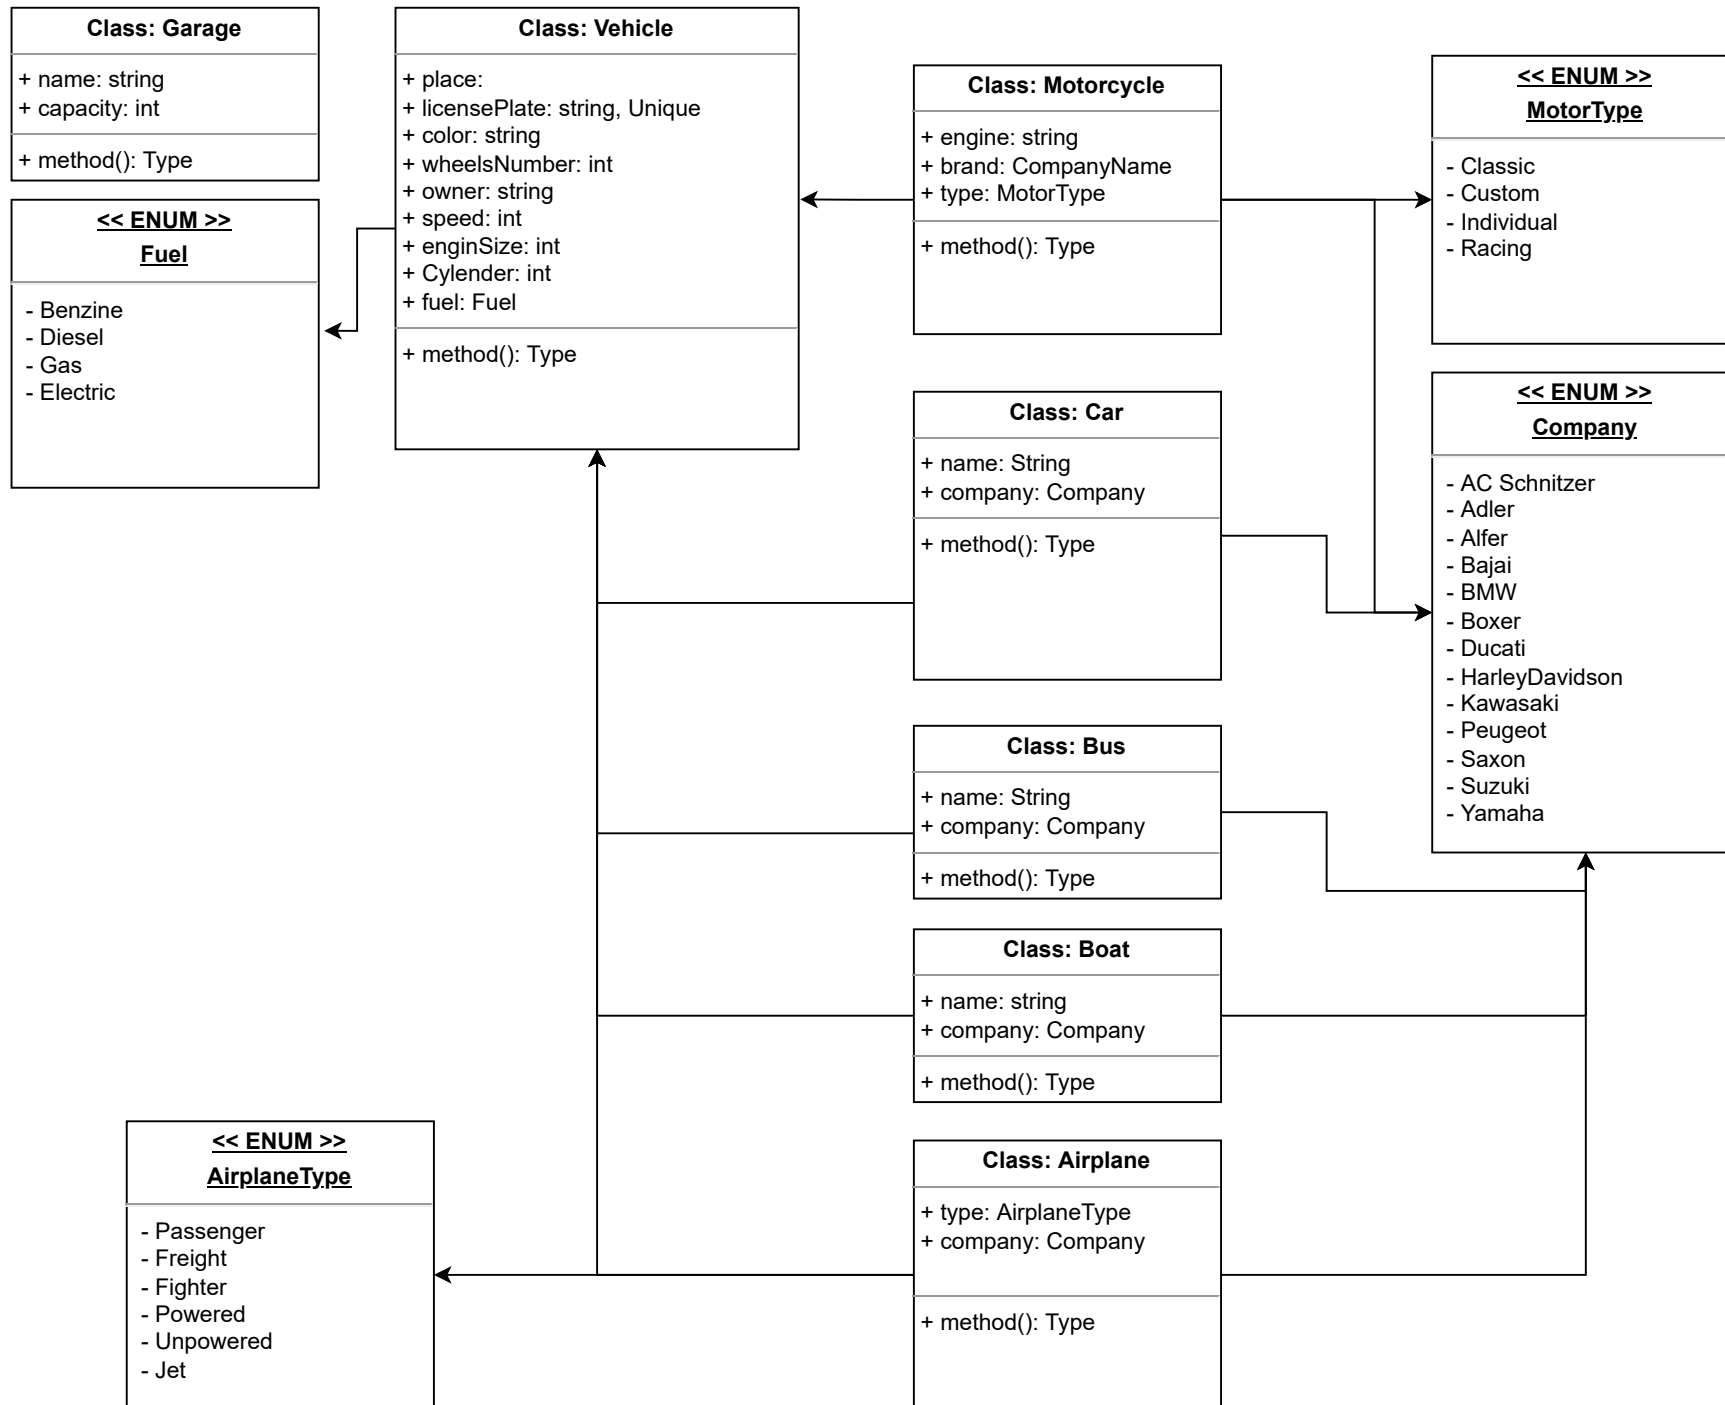 Class: Garage
+ name: string
+ capacity: int
+ method(): Type
<< ENUM >>
Fuel
- Benzine
- Diesel
- Gas
- Electric
Class: Vehicle
+ place:
+ licensePlate: string, Unique
+ color: string
+ wheelsNumber: int
+ owner: string
+ speed: int
+ enginSize: int
+ Cylender: int
+ fuel: Fuel
+ method(): Type
Class: Motorcycle
+ engine: string
+ brand: CompanyName
+ type: MotorType
+ method(): Type
<< ENUM >>
MotorType
- Classic
- Custom
- Individual
- Racing
Class: Car
+ name: String
+ company: Company
+ method(): Type
<< ENUM >>
Company
- AC Schnitzer
- Adler
- Alfer
- Bajai
- BMW
- Boxer
- Ducati
- HarleyDavidson
- Kawasaki
- Peugeot
- Saxon
- Suzuki
- Yamaha
Class: Bus
+ name: String
+ company: Company
+ method(): Type
Class: Boat
+ name: string
+ company: Company
+ method(): Type
<< ENUM >>
AirplaneType
- Passenger
- Freight
- Fighter
- Powered
- Unpowered
- Jet
Class: Airplane
+ type: AirplaneType
+ company: Company
+ method(): Type